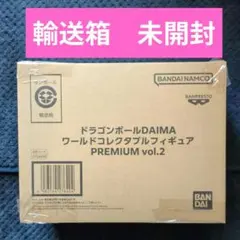 輸送箱 未開封
BANDAI NAMCO
BANPRESTO
ドラゴンボールDAIMA
ワールドコレクタブルフィギュア
PREMIUM vol.2
BAN
DAI